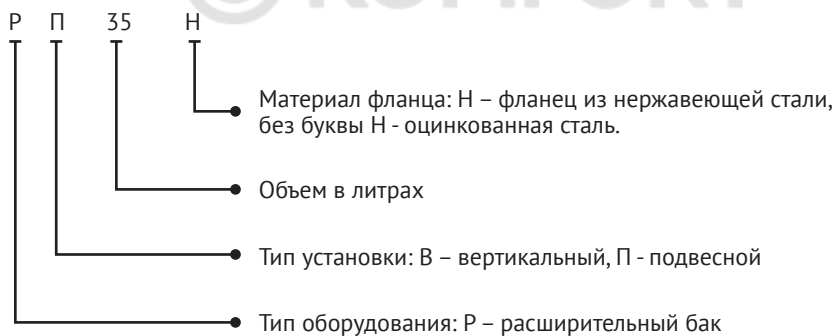 Р П 35 Н
Материал фланца: Н – фланец из нержавеющей стали,
без буквы Н - оцинкованная сталь.
Объем в литрах
Тип установки: В – вертикальный, П - подвесной
Тип оборудования: Р – расширительный бак